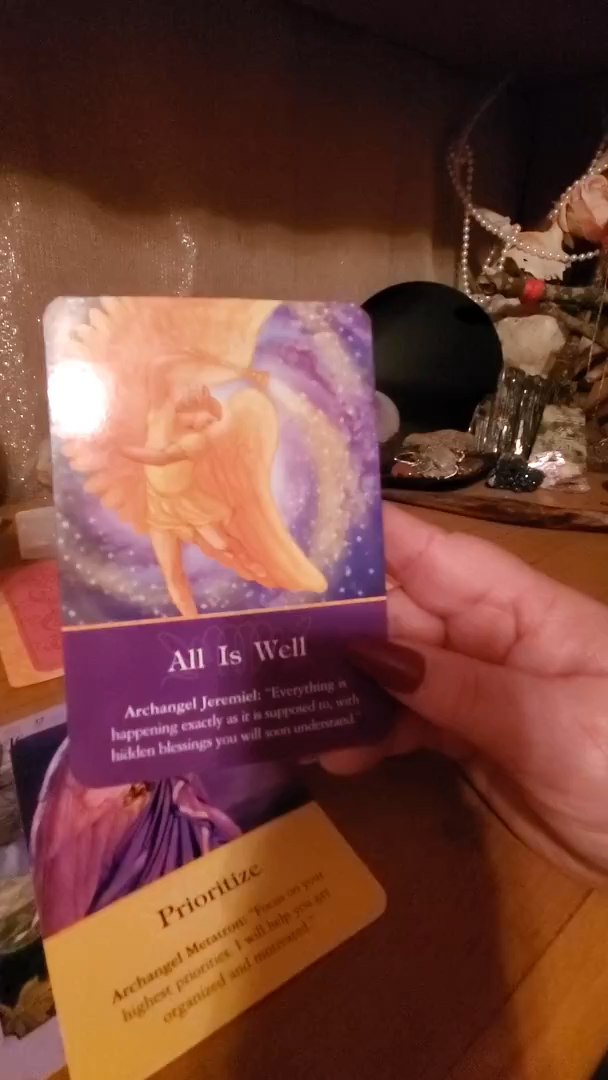 All Is Well
Archangel Jeremiel: "Everything is
happening exactly as it is supposed to, with
hidden blessings you will soon understand."
Prioritize
Archangel Metatron: "Focus on your
highest priorities. I will help you get
organized and motivated."